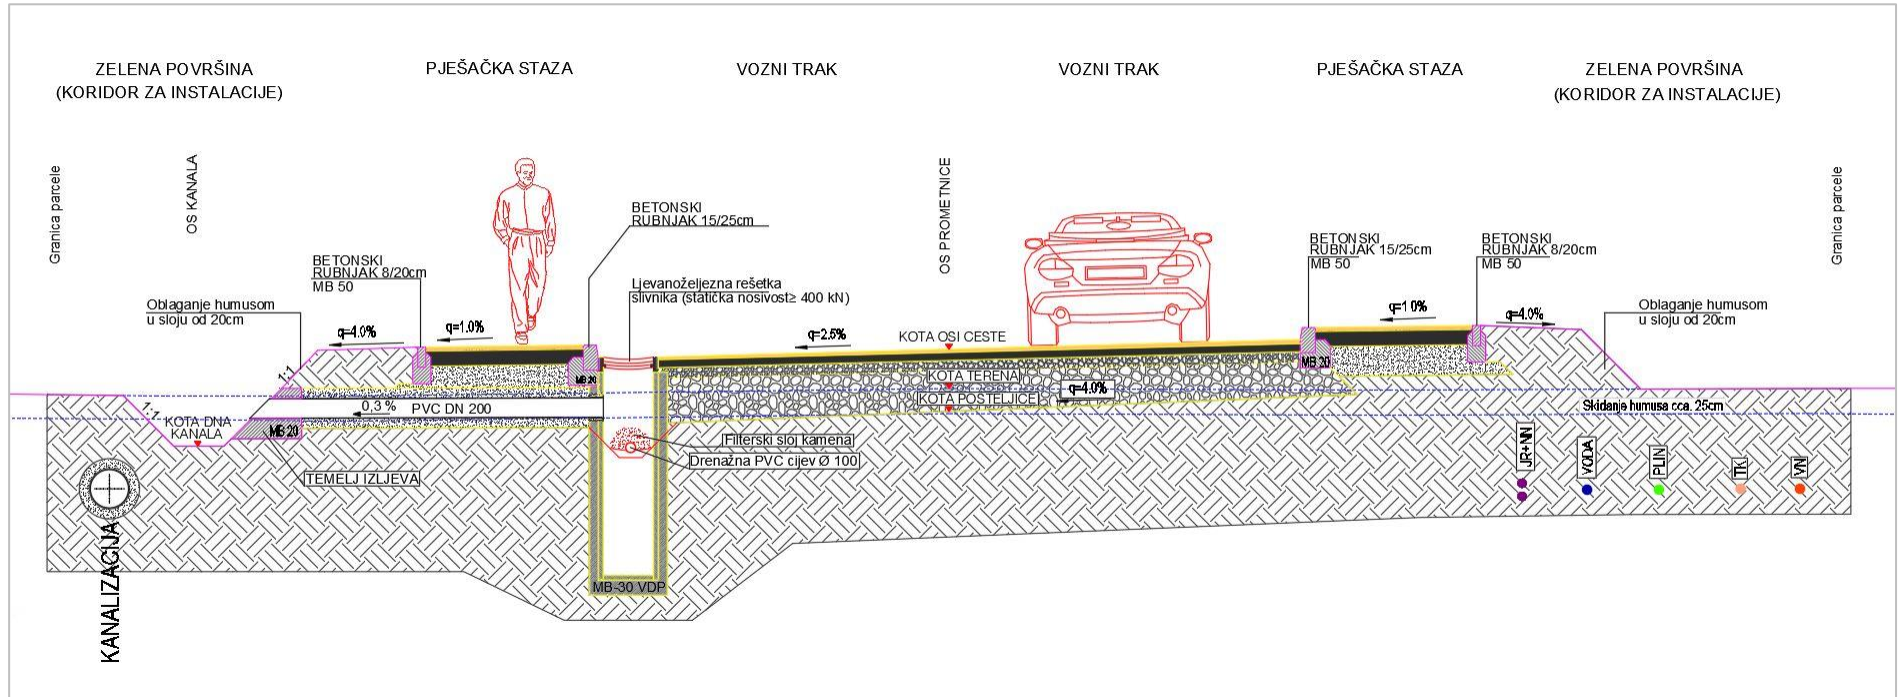 ZELENA POVRŠINA
(KORIDOR ZA INSTALACIJE)
PJEŠAČKA STAZA
VOZNI TRAK
VOZNI TRAK
PJEŠAČKA STAZA
ZELENA POVRŠINA
(KORIDOR ZA INSTALACIJE)
Granica parcele
OS KANALA
OS PROMETNICE
Granica parcele
BETONSKI
RUBNJAK 15/25cm
BETONSKI
RUBNJAK 8/20cm
MB 50
Ljevanoželjezna rešetka
slivnika (statička nosivost≥ 400 kN)
BETONSKI
RUBNJAK 15/25cm
MB 50
BETONSKI
RUBNJAK 8/20cm
MB 50
Oblaganje humusom
u sloju od 20cm
Oblaganje humusom
u sloju od 20cm
q=4.0%
q=1.0%
q=2.5%
KOTA OSI CESTE
q=1 0%
q=4.0%
1:1
MB 20
MB 20
KOTA TERENA
q=4.0%
KOTA POSTELJICE
1:1
KOTA DNA
KANALA
0,3 %
PVC DN 200
MB 20
Skidanje humusa cca. 25cm
Filterski sloj kamena
Drenažna PVC cijev Ø 100
TEMELJ IZLJEVA
JR+NN
VODA
PLIN
TK
VN
KANALIZACIJA
MB-30 VDP